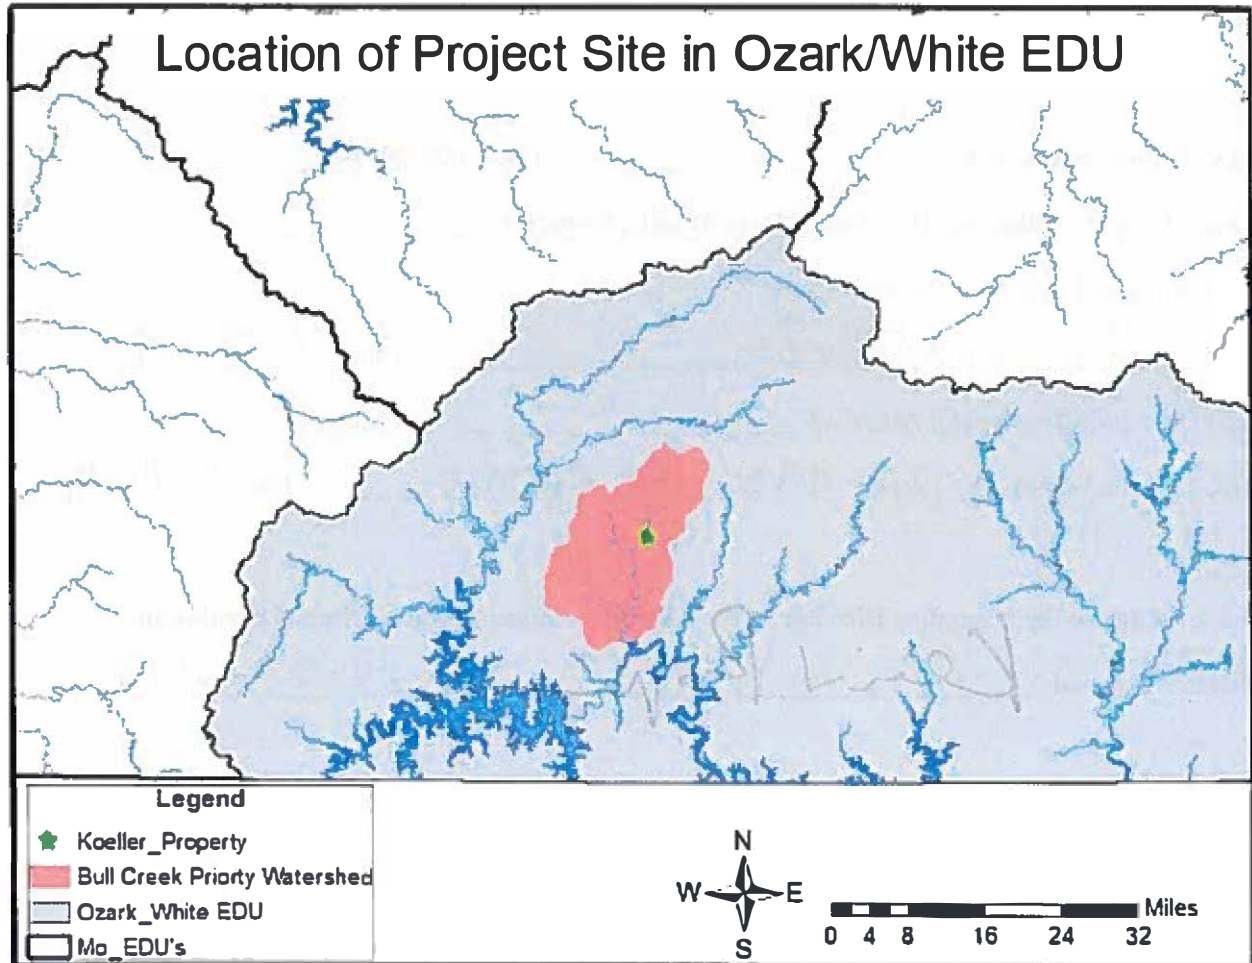 Location of Project Site in Ozark/White EDU
Legend
Koeller_Property
Bull Creek Priorty Watershed
Ozark_White EDU
Mo_EDU's
N
W E
S
Miles
0 4 8 16 24 32